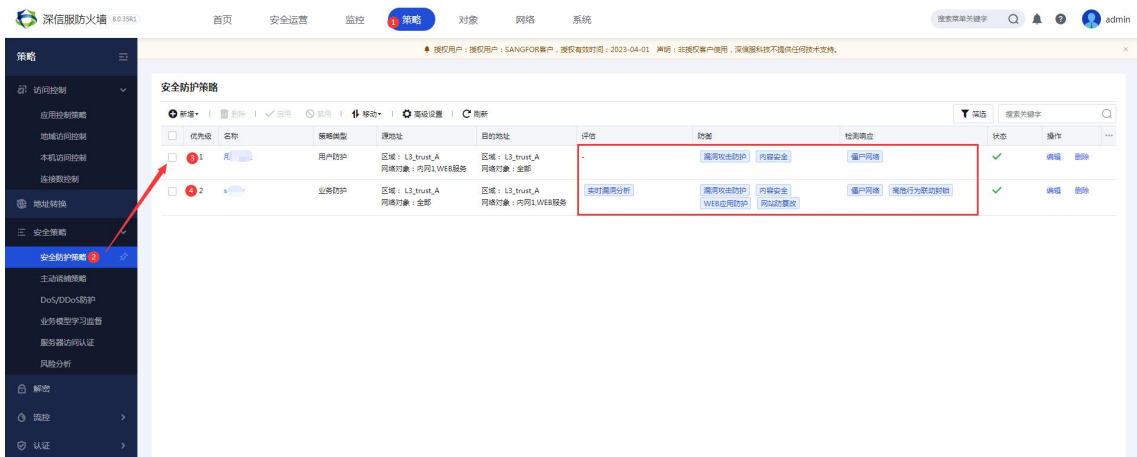 深信服防火墙 8.0.35R1 首页 安全运营 监控 1 策略 对象 网络 系统 搜索菜单关键字 admin
授权用户：授权用户：SANGFOR客户，授权有效时间：2023-04-01 声明：非授权客户使用，深信服科技不提供任何技术支持。
策略
访问控制
应用控制策略
地域访问控制
本机访问控制
连接数控制
地址转换
安全策略
安全防护策略 2
主动诱捕策略
DoS/DDoS防护
业务模型学习监督
服务器访问认证
风险分析
解密
流控
认证
安全防护策略
新增 删除 启用 禁用 移动 高级设置 刷新 筛选 搜索关键字
优先级 名称 策略类型 源地址 目的地址 评估 防御 检测响应 状态 操作
3 1 用户防护 区域：L3_trust_A 区域：L3_trust_A - 漏洞攻击防护 内容安全 僵尸网络 编辑 删除
网络对象：内网1,WEB服务 网络对象：全部
4 2 s 业务防护 区域：L3_trust_A 区域：L3_trust_A 实时漏洞分析 漏洞攻击防护 内容安全 僵尸网络 高危行为联动封锁 编辑 删除
网络对象：全部 网络对象：内网1,WEB服务 WEB应用防护 网站防篡改